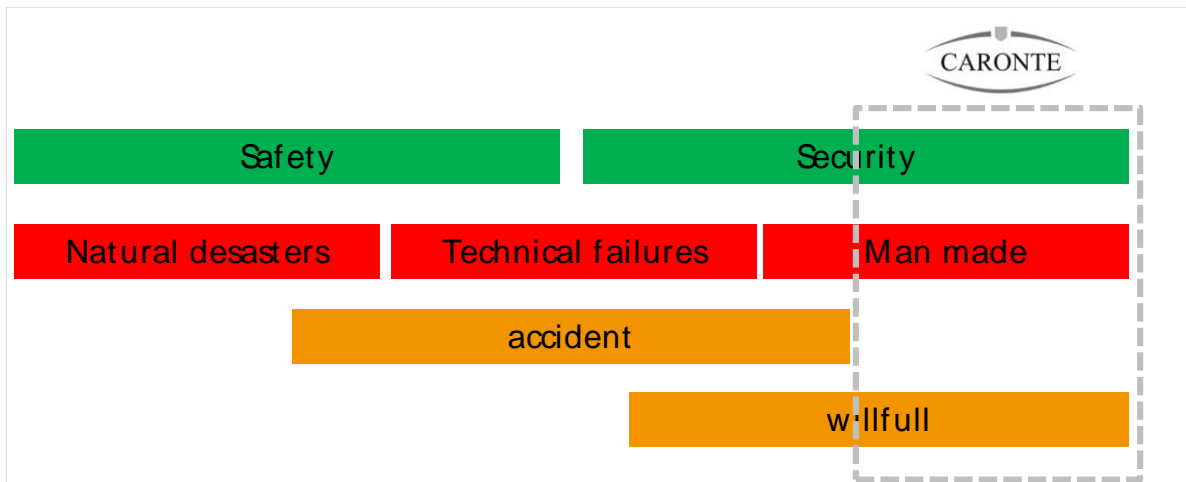 CARONTE
Safety Security
Natural desasters Technical failures Man made
accident
willfull